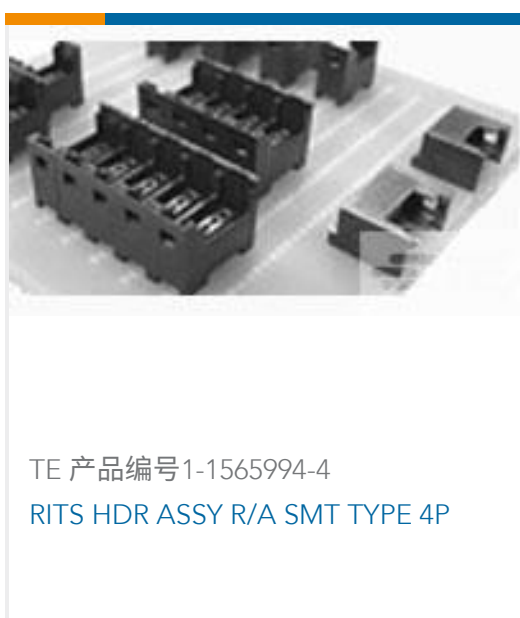 TE 产品编号1-1565994-4
RITS HDR ASSY R/A SMT TYPE 4P